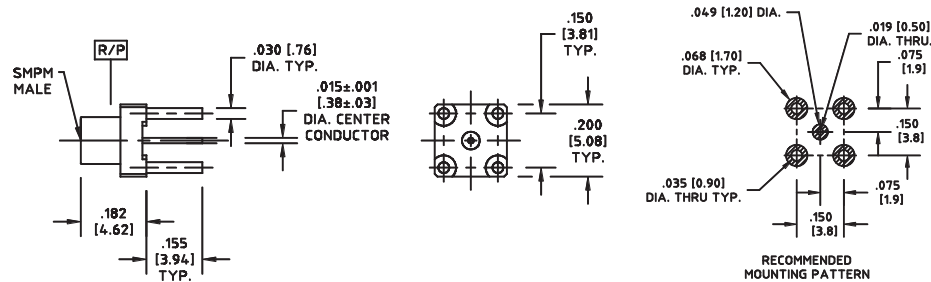 R/P
SMPM
MALE
.030 [.76]
DIA. TYP.
.015±.001
[.38±.03]
DIA. CENTER
CONDUCTOR
.182
[4.62]
.155
[3.94]
TYP.
.150
[3.81]
TYP.
.200
[5.08]
TYP.
.049 [1.20] DIA.
.019 [0.50]
DIA. THRU.
.068 [1.70]
DIA. TYP.
.075
[1.9]
.150
[3.8]
.035 [0.90]
DIA. THRU TYP.
.075
[1.9]
.150
[3.8]
RECOMMENDED
MOUNTING PATTERN